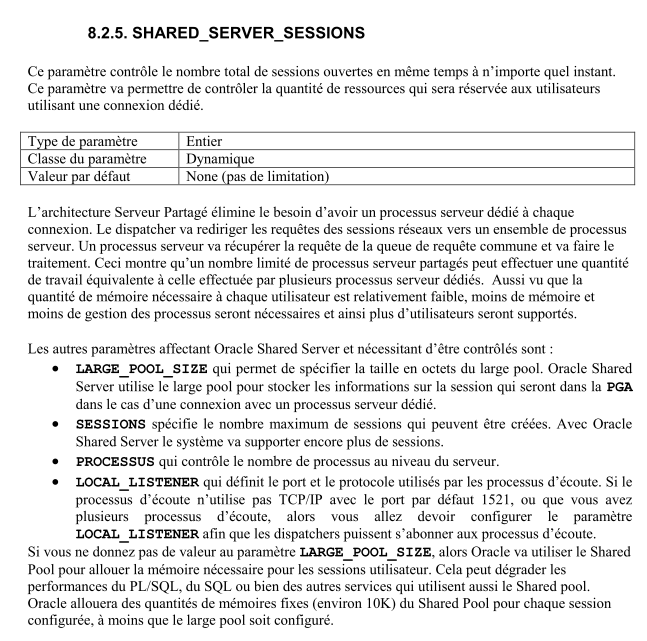 8.2.5. SHARED_SERVER_SESSIONS
Ce paramètre contrôle le nombre total de sessions ouvertes en même temps à n’importe quel instant.
Ce paramètre va permettre de contrôler la quantité de ressources qui sera réservée aux utilisateurs
utilisant une connexion dédié.
Type de paramètre Entier
Classe du paramètre Dynamique
Valeur par défaut None (pas de limitation)
L’architecture Serveur Partagé élimine le besoin d’avoir un processus serveur dédié à chaque
connexion. Le dispatcher va rediriger les requêtes des sessions réseaux vers un ensemble de processus
serveur. Un processus serveur va récupérer la requête de la queue de requête commune et va faire le
traitement. Ceci montre qu’un nombre limité de processus serveur partagés peut effectuer une quantité
de travail équivalente à celle effectuée par plusieurs processus serveur dédiés. Aussi vu que la
quantité de mémoire nécessaire à chaque utilisateur est relativement faible, moins de mémoire et
moins de gestion des processus seront nécessaires et ainsi plus d’utilisateurs seront supportés.
Les autres paramètres affectant Oracle Shared Server et nécessitant d’être contrôlés sont :
• LARGE_POOL_SIZE qui permet de spécifier la taille en octets du large pool. Oracle Shared
Server utilise le large pool pour stocker les informations sur la session qui seront dans la PGA
dans le cas d’une connexion avec un processus serveur dédié.
• SESSIONS spécifie le nombre maximum de sessions qui peuvent être créées. Avec Oracle
Shared Server le système va supporter encore plus de sessions.
• PROCESSUS qui contrôle le nombre de processus au niveau du serveur.
• LOCAL_LISTENER qui définit le port et le protocole utilisés par les processus d’écoute. Si le
processus d’écoute n’utilise pas TCP/IP avec le port par défaut 1521, ou que vous avez
plusieurs processus d’écoute, alors vous allez devoir configurer le paramètre
LOCAL_LISTENER afin que les dispatchers puissent s’abonner aux processus d’écoute.
Si vous ne donnez pas de valeur au paramètre LARGE_POOL_SIZE, alors Oracle va utiliser le Shared
Pool pour allouer la mémoire nécessaire pour les sessions utilisateur. Cela peut dégrader les
performances du PL/SQL, du SQL ou bien des autres services qui utilisent aussi le Shared pool.
Oracle allouera des quantités de mémoires fixes (environ 10K) du Shared Pool pour chaque session
configurée, à moins que le large pool soit configuré.